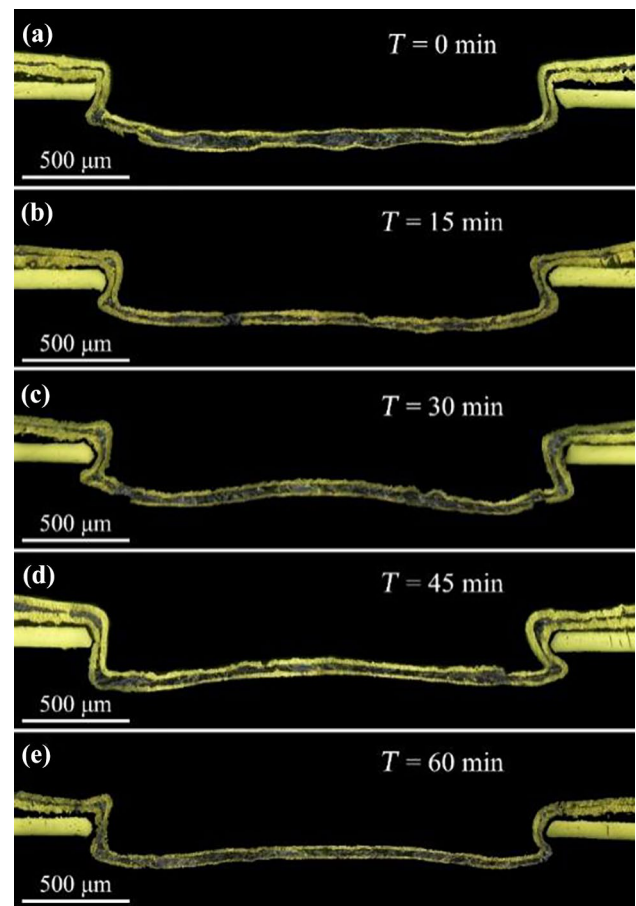 (a)
T = 0 min
500 μm
(b)
T = 15 min
500 μm
(c)
T = 30 min
500 μm
(d)
T = 45 min
500 μm
(e)
T = 60 min
500 μm